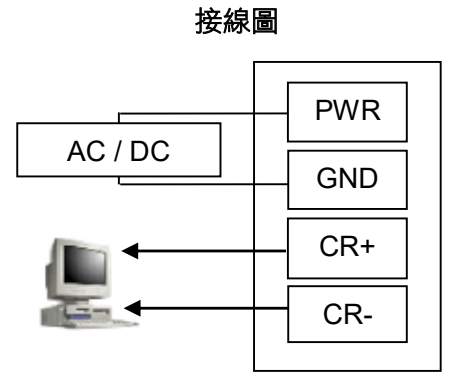 接線圖
PWR
AC / DC
GND
CR+
CR-